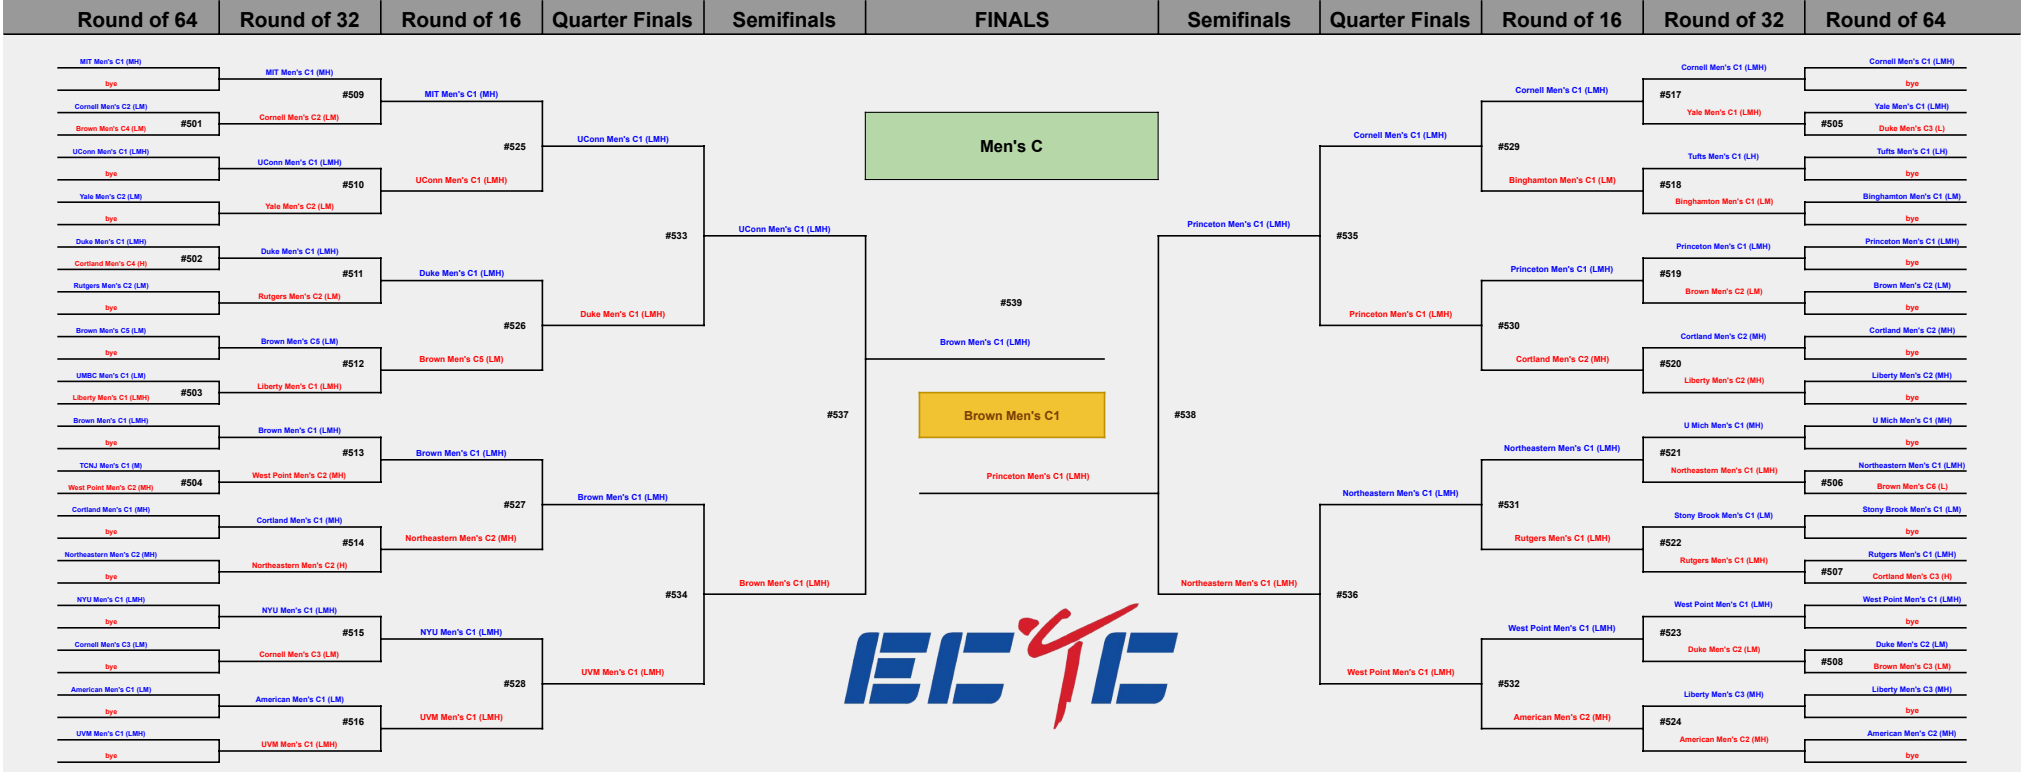 Round of 64
Round of 32
Round of 16
Quarter Finals
Semifinals
FINALS
Semifinals
Quarter Finals
Round of 16
Round of 32
Round of 64
MIT Men's C1 (MH)
bye
Cornell Men's C2 (LM)
#501
Brown Men's C4 (LM)
UConn Men's C1 (LMH)
bye
Yale Men's C2 (LM)
bye
Duke Men's C1 (LMH)
#502
Cortland Men's C4 (H)
Rutgers Men's C2 (LM)
bye
Brown Men's C5 (LM)
bye
UMBC Men's C1 (LM)
#503
Liberty Men's C1 (LMH)
Brown Men's C1 (LMH)
bye
TCNJ Men's C1 (M)
#504
West Point Men's C2 (MH)
Cortland Men's C1 (MH)
bye
Northeastern Men's C2 (MH)
bye
NYU Men's C1 (LMH)
bye
Cornell Men's C3 (LM)
bye
American Men's C1 (LM)
bye
UVM Men's C1 (LMH)
bye
MIT Men's C1 (MH)
#509
Cornell Men's C2 (LM)
UConn Men's C1 (LMH)
#510
Yale Men's C2 (LM)
Duke Men's C1 (LMH)
#511
Rutgers Men's C2 (LM)
Brown Men's C5 (LM)
#512
Liberty Men's C1 (LMH)
Brown Men's C1 (LMH)
#513
West Point Men's C2 (MH)
Cortland Men's C1 (MH)
#514
Northeastern Men's C2 (H)
NYU Men's C1 (LMH)
#515
Cornell Men's C3 (LM)
American Men's C1 (LM)
#516
UVM Men's C1 (LMH)
MIT Men's C1 (MH)
#525
UConn Men's C1 (LMH)
Duke Men's C1 (LMH)
#526
Brown Men's C5 (LM)
Brown Men's C1 (LMH)
#527
Northeastern Men's C2 (MH)
NYU Men's C1 (LMH)
#528
UVM Men's C1 (LMH)
UConn Men's C1 (LMH)
#533
Duke Men's C1 (LMH)
Brown Men's C1 (LMH)
#534
UVM Men's C1 (LMH)
UConn Men's C1 (LMH)
#537
Brown Men's C1 (LMH)
Men's C
#539
Brown Men's C1 (LMH)
Brown Men's C1
Princeton Men's C1 (LMH)
ECTC
Princeton Men's C1 (LMH)
#538
Northeastern Men's C1 (LMH)
Cornell Men's C1 (LMH)
#535
Princeton Men's C1 (LMH)
Northeastern Men's C1 (LMH)
#536
West Point Men's C1 (LMH)
Cornell Men's C1 (LMH)
#529
Binghamton Men's C1 (LM)
Princeton Men's C1 (LMH)
#530
Cortland Men's C2 (MH)
Northeastern Men's C1 (LMH)
#531
Rutgers Men's C1 (LMH)
West Point Men's C1 (LMH)
#532
American Men's C2 (MH)
Cornell Men's C1 (LMH)
#517
Yale Men's C1 (LMH)
Tufts Men's C1 (LH)
#518
Binghamton Men's C1 (LM)
Princeton Men's C1 (LMH)
#519
Brown Men's C2 (LM)
Cortland Men's C2 (MH)
#520
Liberty Men's C2 (MH)
U Mich Men's C1 (MH)
#521
Northeastern Men's C1 (LMH)
Stony Brook Men's C1 (LM)
#522
Rutgers Men's C1 (LMH)
West Point Men's C1 (LMH)
#523
Duke Men's C2 (LM)
Liberty Men's C3 (MH)
#524
American Men's C2 (MH)
Cornell Men's C1 (LMH)
bye
Yale Men's C1 (LMH)
#505
Duke Men's C3 (L)
Tufts Men's C1 (LH)
bye
Binghamton Men's C1 (LM)
bye
Princeton Men's C1 (LMH)
bye
Brown Men's C2 (LM)
bye
Cortland Men's C2 (MH)
bye
Liberty Men's C2 (MH)
bye
U Mich Men's C1 (MH)
bye
Northeastern Men's C1 (LMH)
#506
Brown Men's C6 (L)
Stony Brook Men's C1 (LM)
bye
Rutgers Men's C1 (LMH)
#507
Cortland Men's C3 (H)
West Point Men's C1 (LMH)
bye
Duke Men's C2 (LM)
#508
Brown Men's C3 (LM)
Liberty Men's C3 (MH)
bye
American Men's C2 (MH)
bye